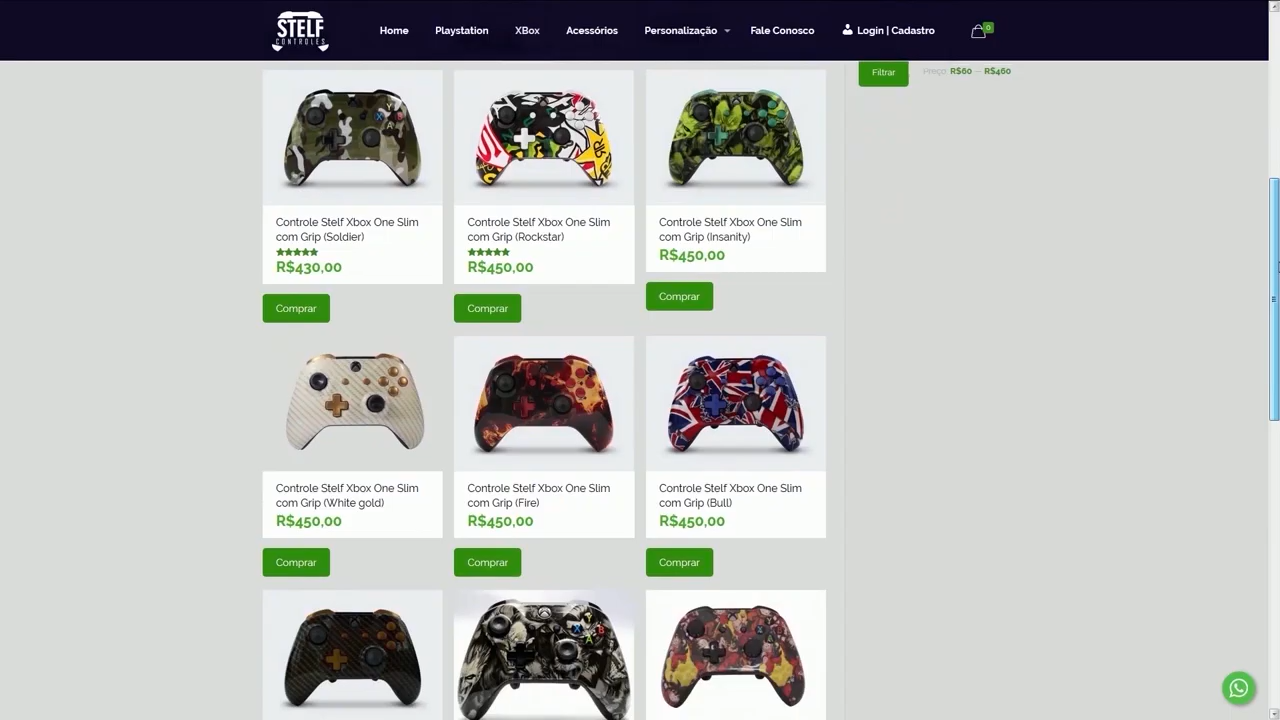 STELF
CONTROLES
Home
Playstation
XBox
Acessórios
Personalização
Fale Conosco
Login | Cadastro
0
Filtrar
Preço: R$60 — R$460
Controle Stelf Xbox One Slim
com Grip (Soldier)
R$430,00
Comprar
Controle Stelf Xbox One Slim
com Grip (Rockstar)
R$450,00
Comprar
Controle Stelf Xbox One Slim
com Grip (Insanity)
R$450,00
Comprar
Controle Stelf Xbox One Slim
com Grip (White gold)
R$450,00
Comprar
Controle Stelf Xbox One Slim
com Grip (Fire)
R$450,00
Comprar
Controle Stelf Xbox One Slim
com Grip (Bull)
R$450,00
Comprar